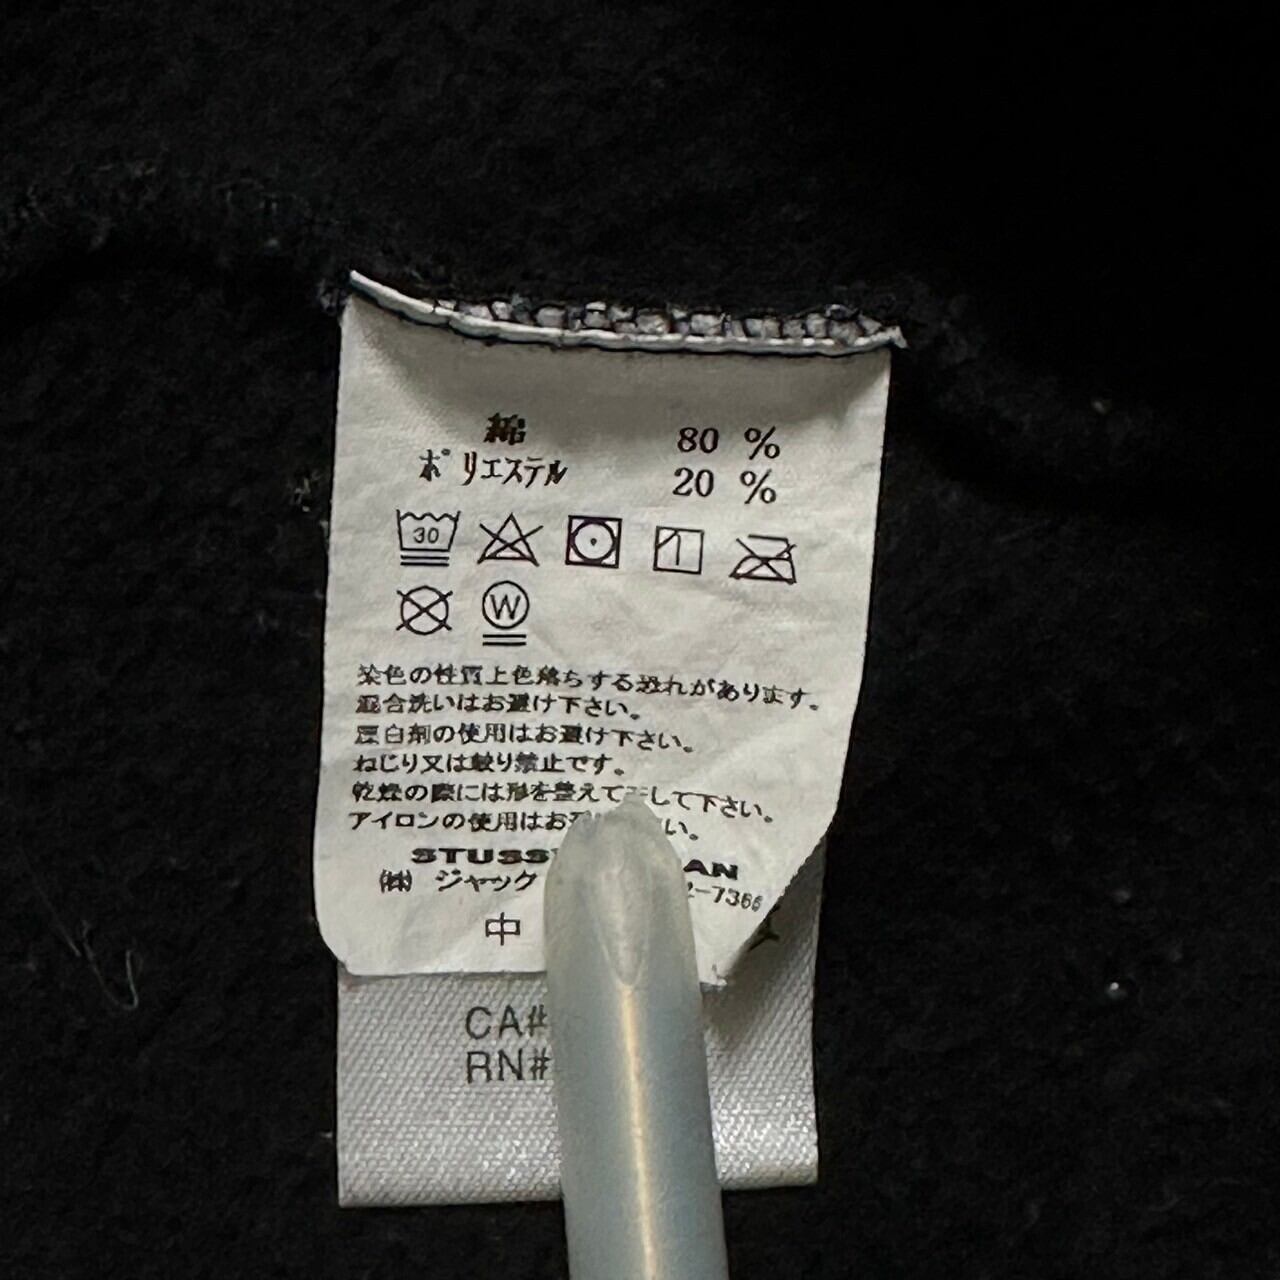 綿 80 %
ポリエステル 20 %
30
W
染色の性質上色落ちする恐れがあります。
混合洗いはお避け下さい。
漂白剤の使用はお避け下さい。
ねじり又は絞り禁止です。
乾燥の際には形を整えて して下さい。
アイロンの使用はお い。
STUSS AN
㈱ ジャック 2-7366
中
CA#
RN#